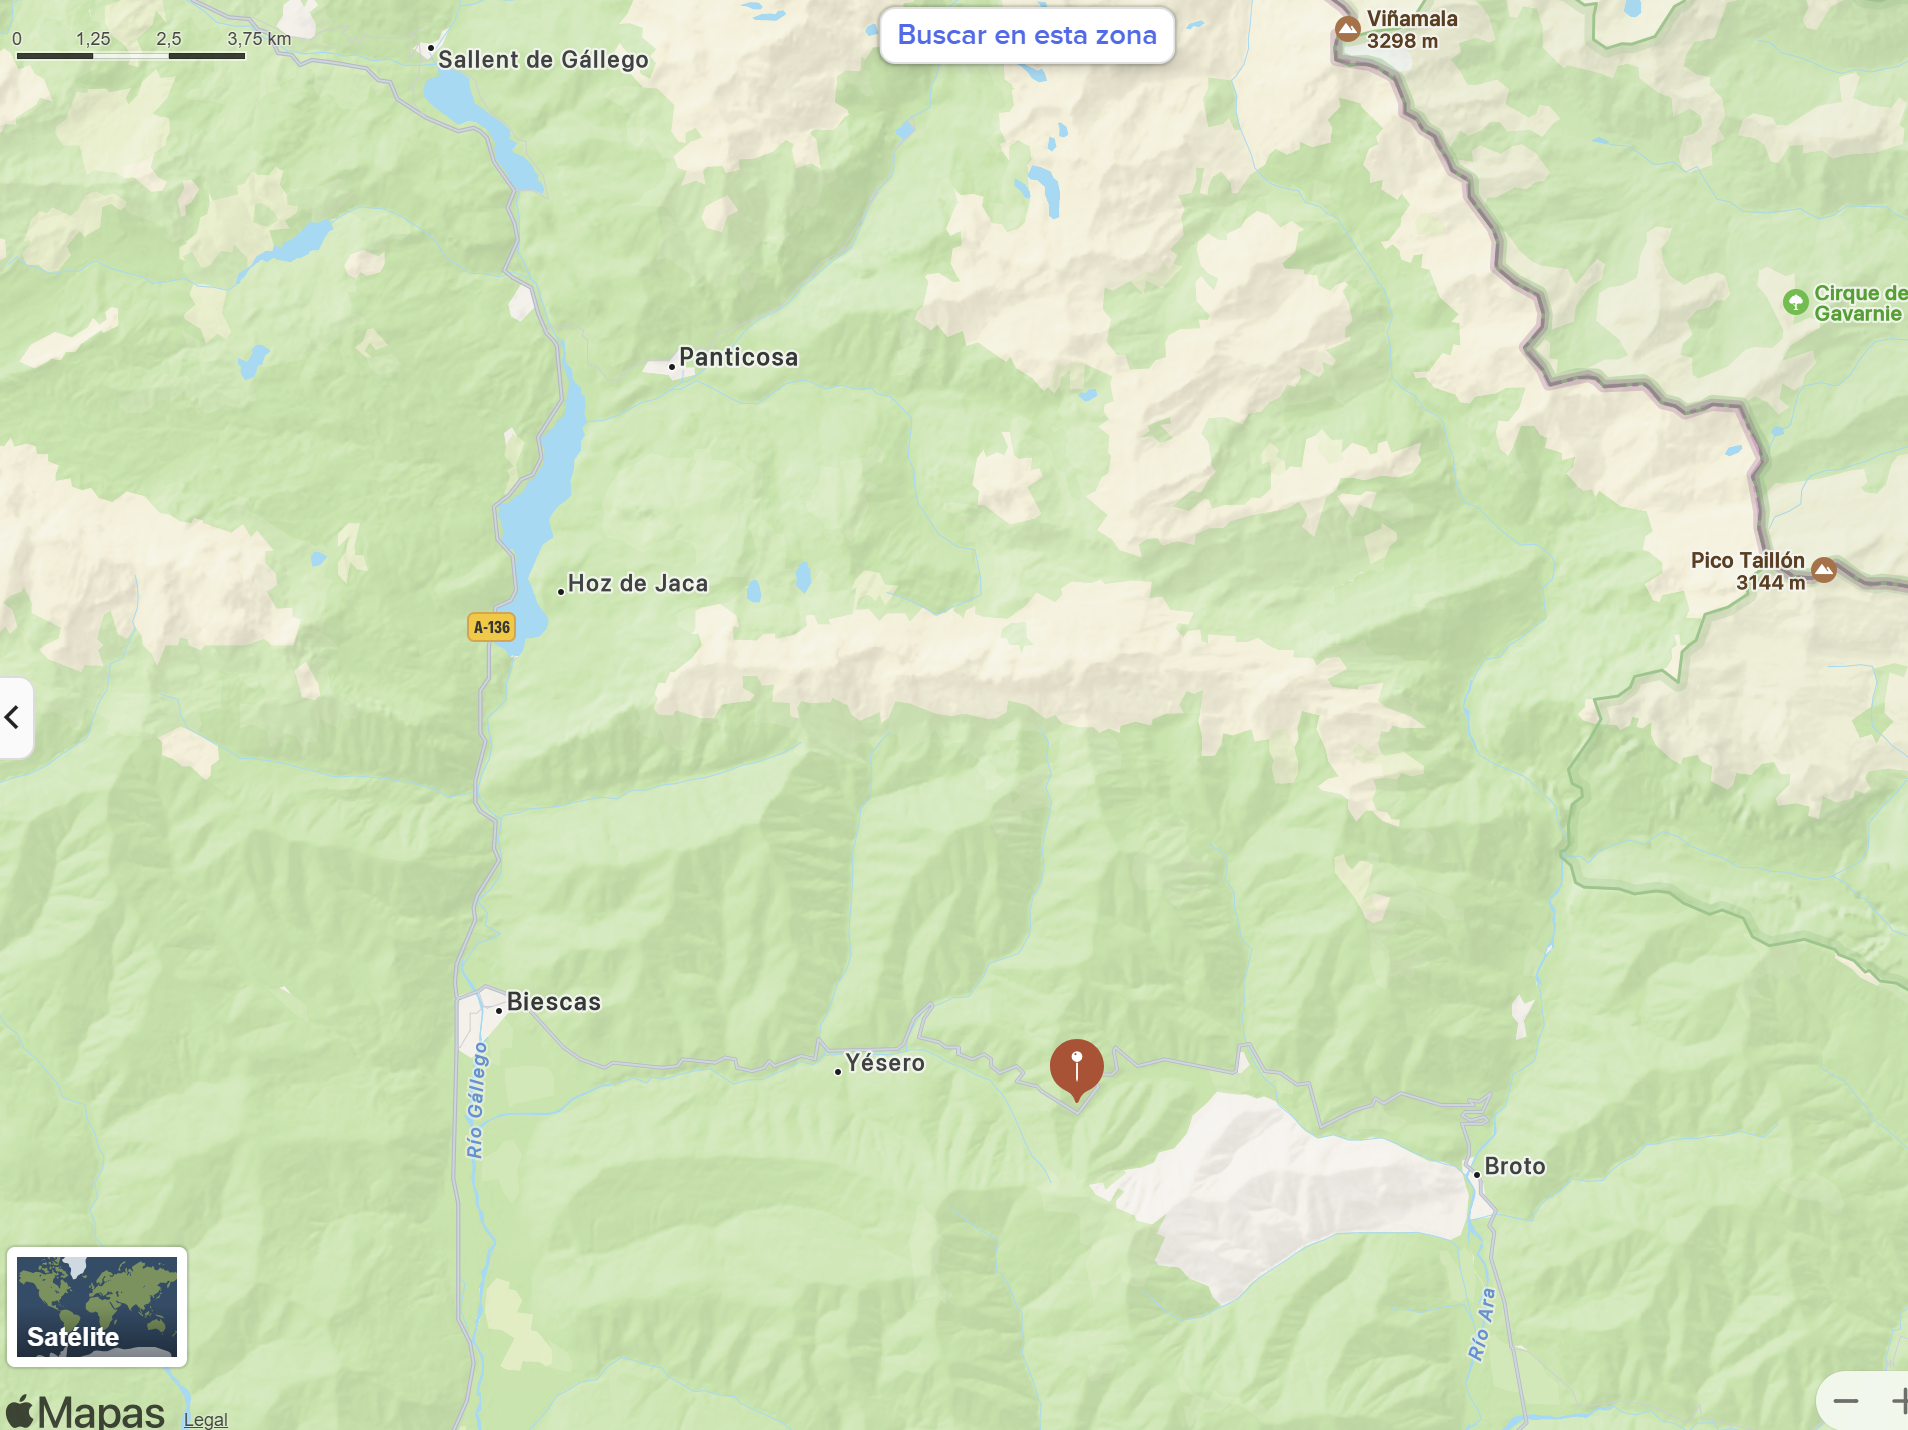 0 1,25 2,5 3,75 km
Sallent de Gállego
Buscar en esta zona
Viñamala
3298 m
Cirque de
Gavarnie
Panticosa
Pico Taillón
3144 m
Hoz de Jaca
A-136
Biescas
Yésero
Río Gállego
Broto
Río Ara
Satélite
Mapas
Legal